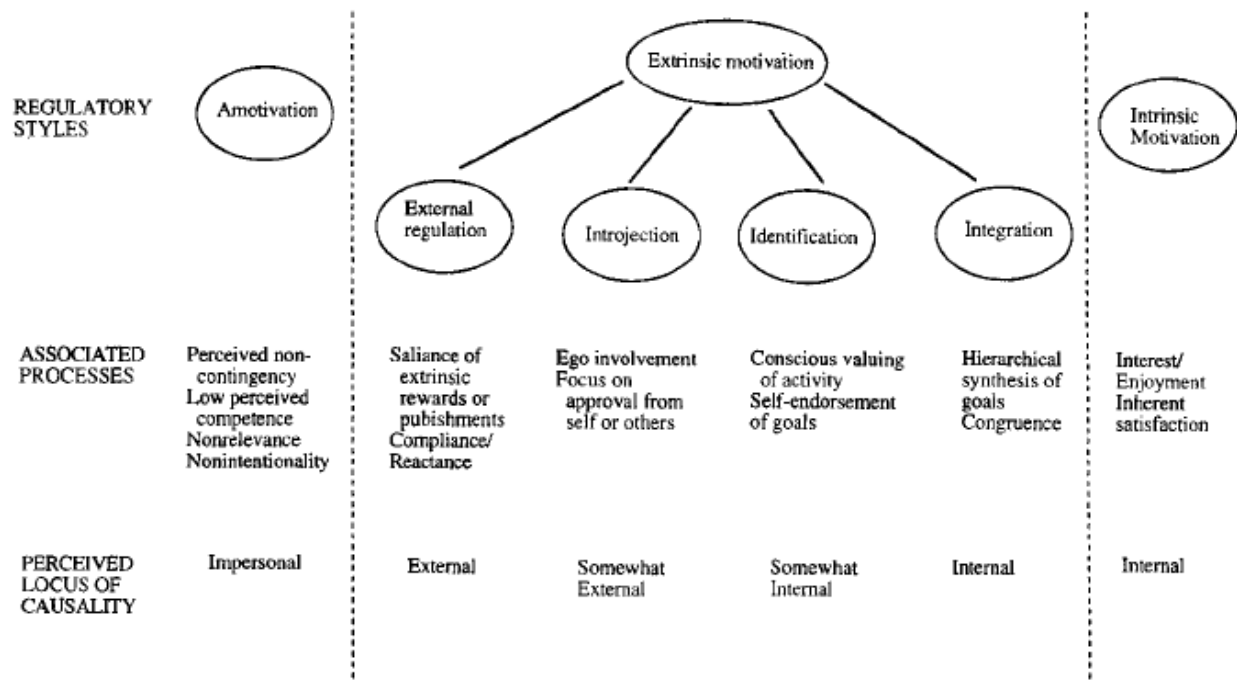 Extrinsic motivation
REGULATORY
STYLES
Amotivation
Intrinsic
Motivation
External
regulation
Introjection
Identification
Integration
ASSOCIATED
PROCESSES
Perceived non-
contingency
Low perceived
competence
Nonrelevance
Nonintentionality
Saliance of
extrinsic
rewards or
pubishments
Compliance/
Reactance
Ego involvement
Focus on
approval from
self or others
Conscious valuing
of activity
Self-endorsement
of goals
Hierarchical
synthesis of
goals
Congruence
Interest/
Enjoyment
Inherent
satisfaction
PERCEIVED
LOCUS OF
CAUSALITY
Impersonal
External
Somewhat
External
Somewhat
Internal
Internal
Internal